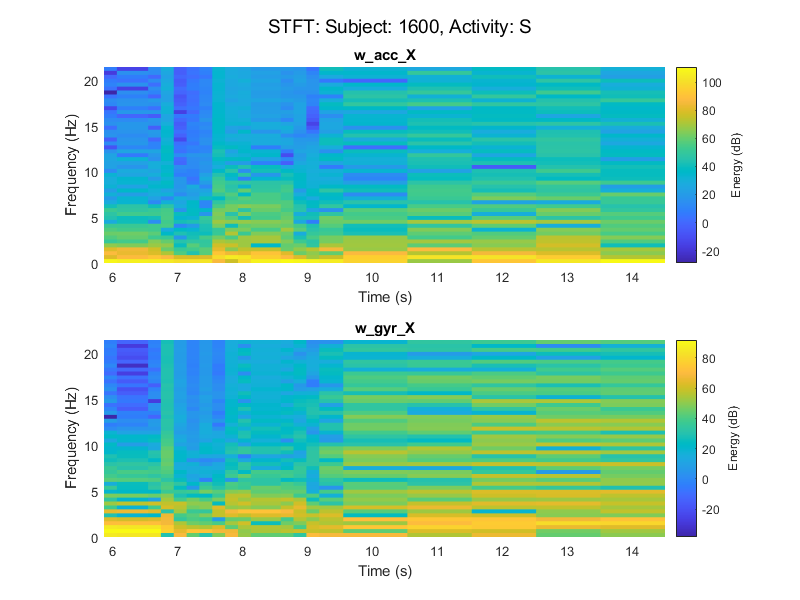 STFT: Subject: 1600, Activity: S
w_acc_X
Frequency (Hz)
20
15
10
5
0
6 7 8 9 10 11 12 13 14
Time (s)
100
80
60
40
20
0
-20
Energy (dB)
w_gyr_X
Frequency (Hz)
20
15
10
5
0
6 7 8 9 10 11 12 13 14
Time (s)
80
60
40
20
0
-20
Energy (dB)